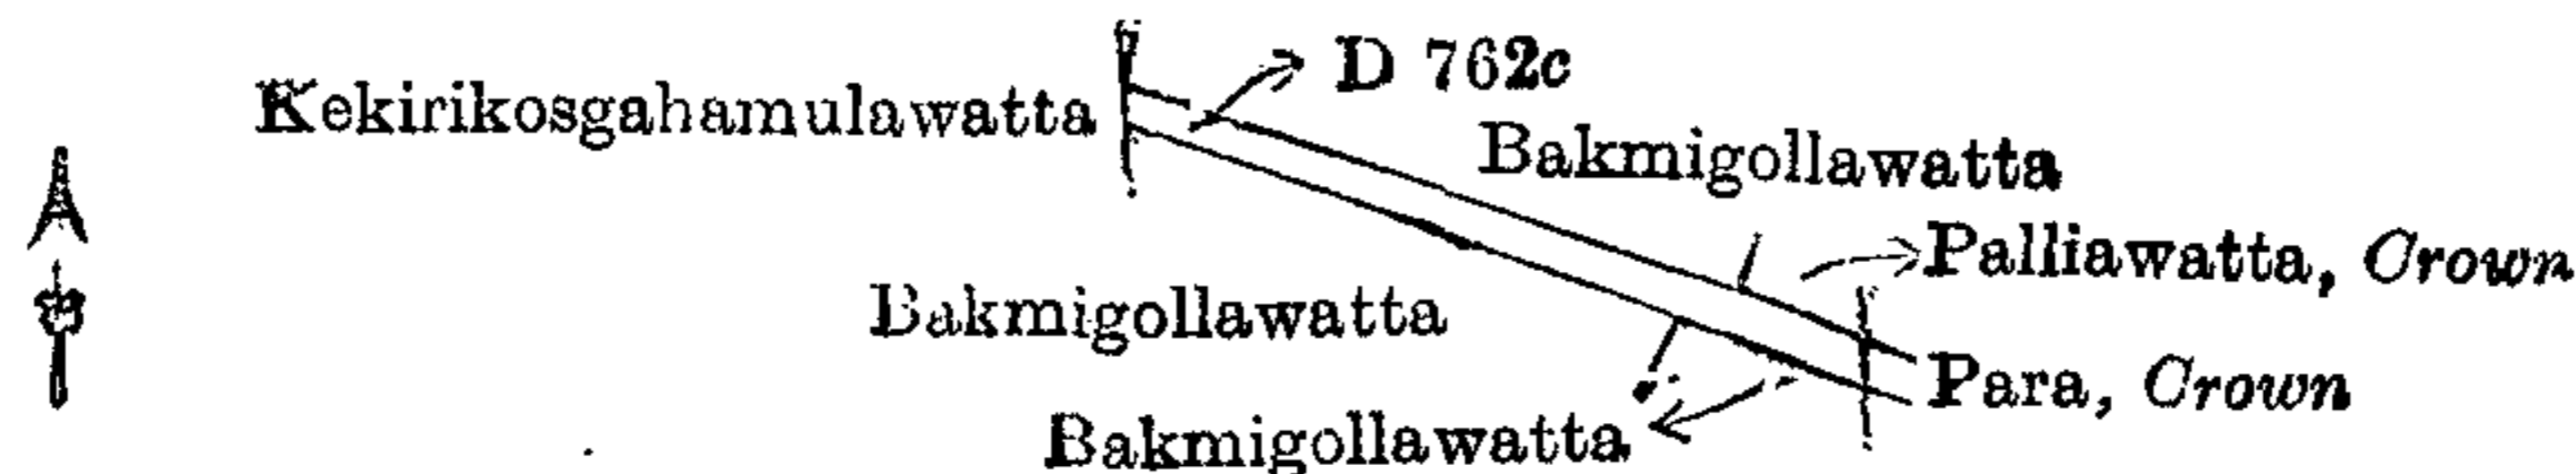 D 762c
Kekirikosgahamulawatta
Bakmigollawatta
Palliawatta, Crown
Bakmigollawatta
Para, Crown
Bakmigollawatta